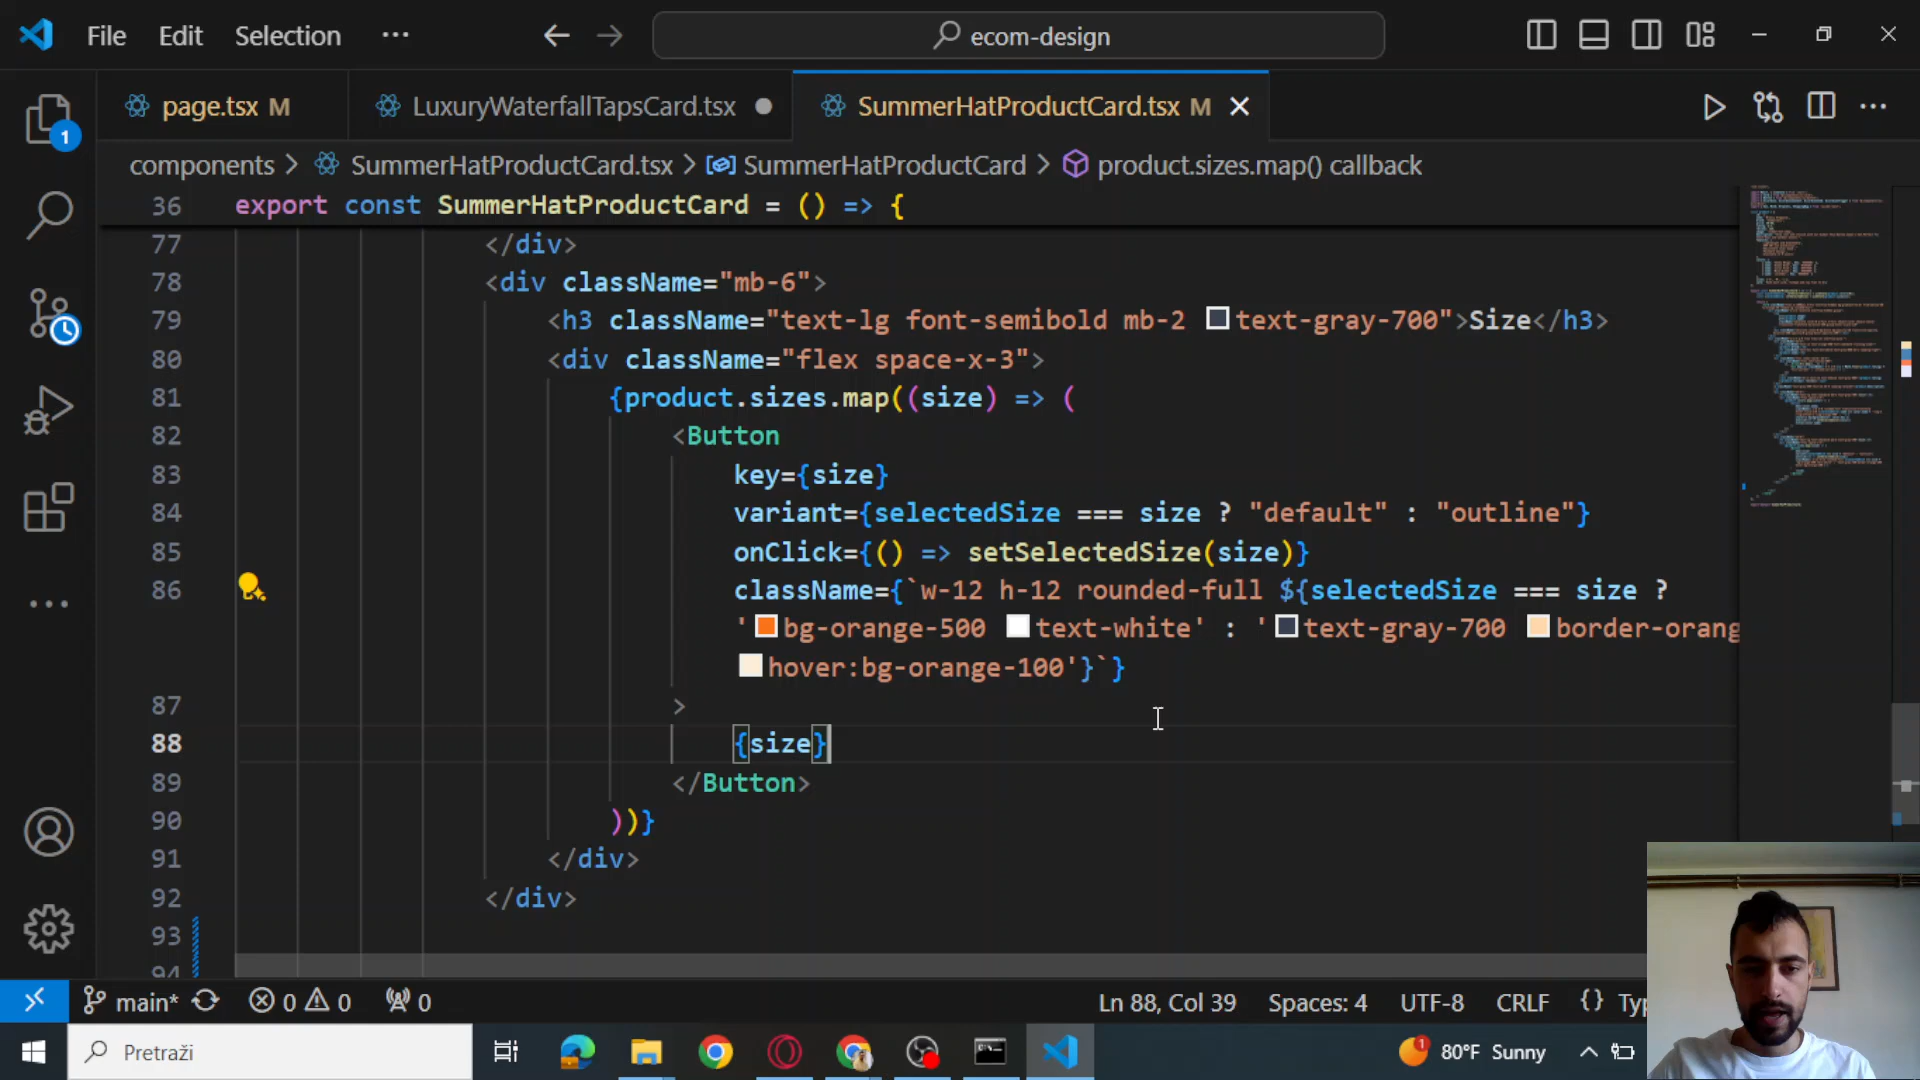 File Edit Selection ··· ecom-design
page.tsx M LuxuryWaterfallTapsCard.tsx SummerHatProductCard.tsx M
1
components > SummerHatProductCard.tsx > SummerHatProductCard > product.sizes.map() callback
36 export const SummerHatProductCard = () => {
77 </div>
78 <div className="mb-6">
79 <h3 className="text-lg font-semibold mb-2 text-gray-700">Size</h3>
80 <div className="flex space-x-3">
81 {product.sizes.map((size) => (
82 <Button
83 key={size}
84 variant={selectedSize === size ? "default" : "outline"}
85 onClick={() => setSelectedSize(size)}
86 className={`w-12 h-12 rounded-full ${selectedSize === size ?
'bg-orange-500 text-white' : 'text-gray-700 border-orang
hover:bg-orange-100'}`}
87 >
88 {size}
89 </Button>
90 ))}
91 </div>
92 </div>
93
94
main* 0 0 0 Ln 88, Col 39 Spaces: 4 UTF-8 CRLF {} Typ
Pretraži 1 80°F Sunny